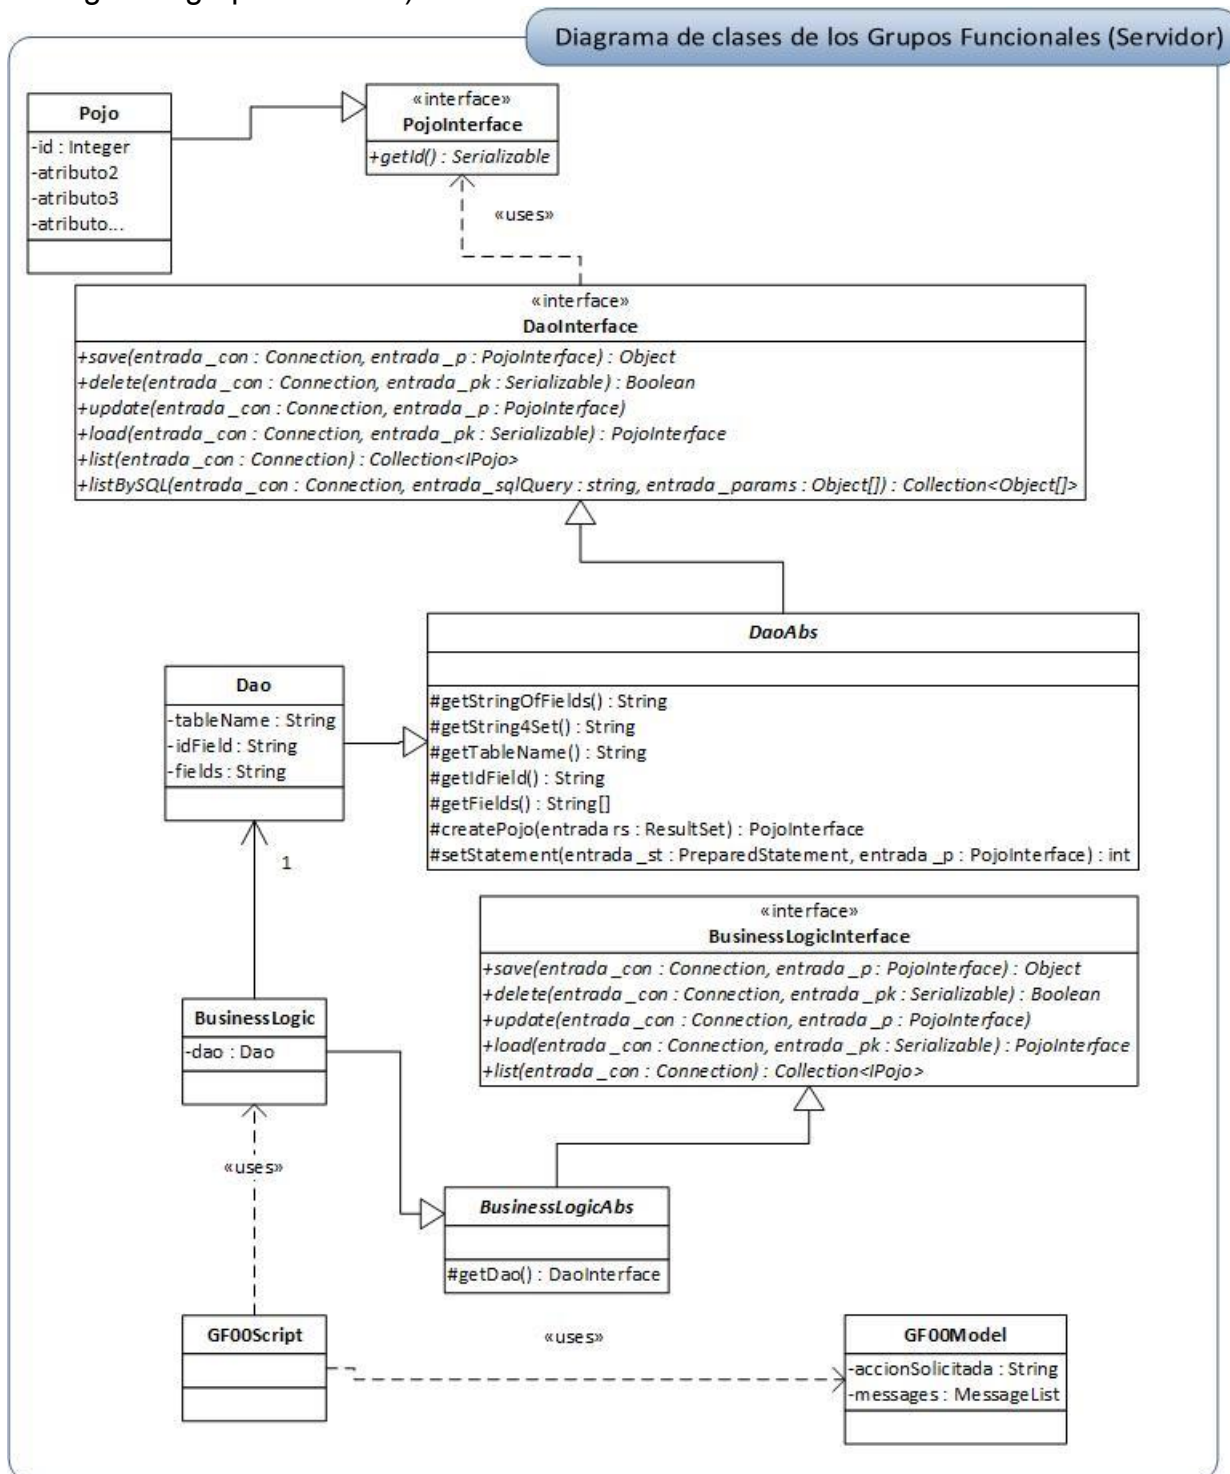 Diagrama de clases de los Grupos Funcionales (Servidor)
Pojo
-id : Integer
-atributo2
-atributo3
-atributo...
«interface»
PojoInterface
+getId() : Serializable
«uses»
«interface»
DaoInterface
+save(entrada _con : Connection, entrada _p : PojoInterface) : Object
+delete(entrada _con : Connection, entrada _pk : Serializable) : Boolean
+update(entrada _con : Connection, entrada _p : PojoInterface)
+load(entrada _con : Connection, entrada _pk : Serializable) : PojoInterface
+list(entrada _con : Connection) : Collection<IPojo>
+listBySQL(entrada _con : Connection, entrada _sqlQuery : string, entrada _params : Object[]) : Collection<Object[]>
DaoAbs
#getStringOfFields() : String
#getString4Set() : String
#getTableName() : String
#getIdField() : String
#getFields() : String[]
#createPojo(entrada rs : ResultSet) : PojoInterface
#setStatement(entrada _st : PreparedStatement, entrada _p : PojoInterface) : int
Dao
-tableName : String
-idField : String
-fields : String
1
«interface»
BusinessLogicInterface
+save(entrada _con : Connection, entrada _p : PojoInterface) : Object
+delete(entrada _con : Connection, entrada _pk : Serializable) : Boolean
+update(entrada _con : Connection, entrada _p : PojoInterface)
+load(entrada _con : Connection, entrada _pk : Serializable) : PojoInterface
+list(entrada _con : Connection) : Collection<IPojo>
BusinessLogic
-dao : Dao
«uses»
BusinessLogicAbs
#getDao() : DaoInterface
GF00Script
«uses»
GF00Model
-accionSolicitada : String
-messages : MessageList